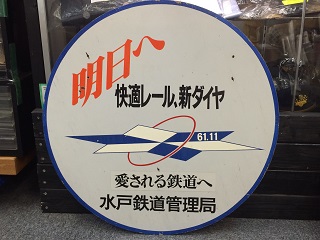 明日へ
快適レール、新ダイヤ
61.11
愛される鉄道へ
水戸鉄道管理局